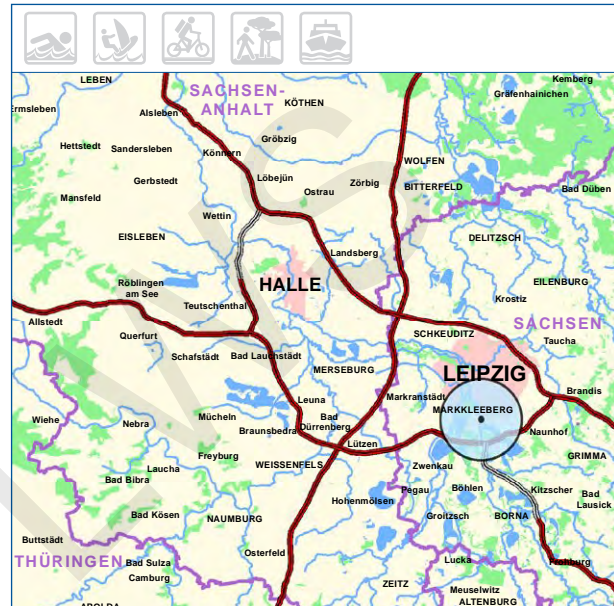 LEBEN
Kemberg
SACHSEN-
ANHALT
Gräfenhainichen
KÖTHEN
Ermsleben
Alsleben
Gröbzig
Hettstedt
Sandersleben
Könnern
WOLFEN
Gerbstedt
Löbejün
Zörbig
BITTERFELD
Bad Düben
Mansfeld
Ostrau
Wettin
EISLEBEN
DELITZSCH
Landsberg
Röblingen
am See
HALLE
EILENBURG
Krostiz
Teutschenthal
Allstedt
SACHSEN
Querfurt
SCHKEUDITZ
Taucha
Schafstädt
Bad Lauchstädt
MERSEBURG
LEIPZIG
Brandis
Leuna
Markranstädt
Wiehe
Nebra
Mücheln
Bad
Dürrenberg
MARKKLEEBERG
Braunsbedra
Lützen
Naunhof
Freyburg
GRIMMA
Laucha
WEISSENFELS
Zwenkau
Bad Bibra
Pegau
Böhlen
Kitzscher
Bad
Lausick
Hohenmölsen
Bad Kösen
NAUMBURG
Groitzsch
BORNA
Buttstädt
THÜRINGEN
Bad Sulza
Osterfeld
Lucka
Frohburg
Camburg
ZEITZ
Meuselwitz
APOLDA
ALTENBURG